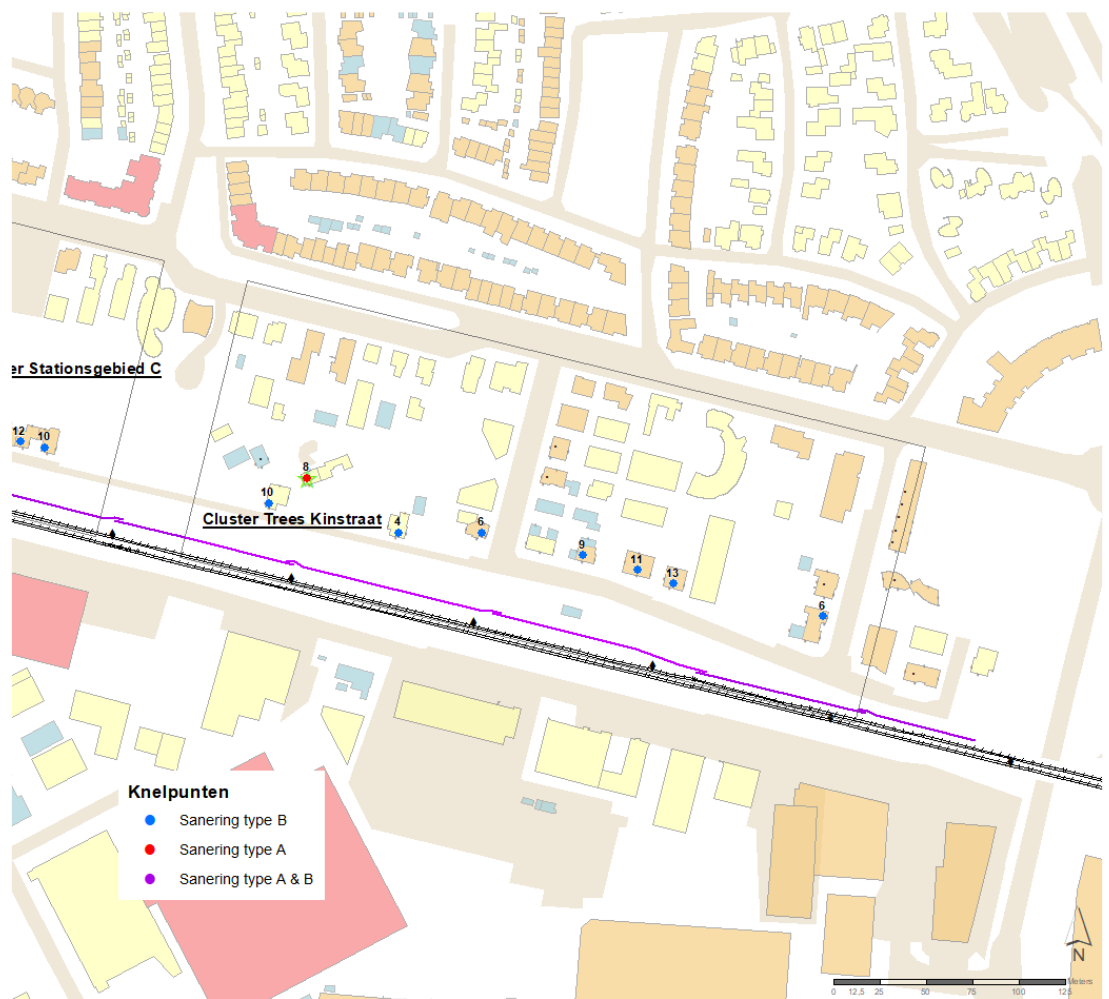 er Stationsgebied C
12
10
8
10
Cluster Trees Kinstraat
4
6
9
11
13
6
Knelpunten
Sanering type B
Sanering type A
Sanering type A & B
N
Meters
0 12,5 25 50 75 100 125